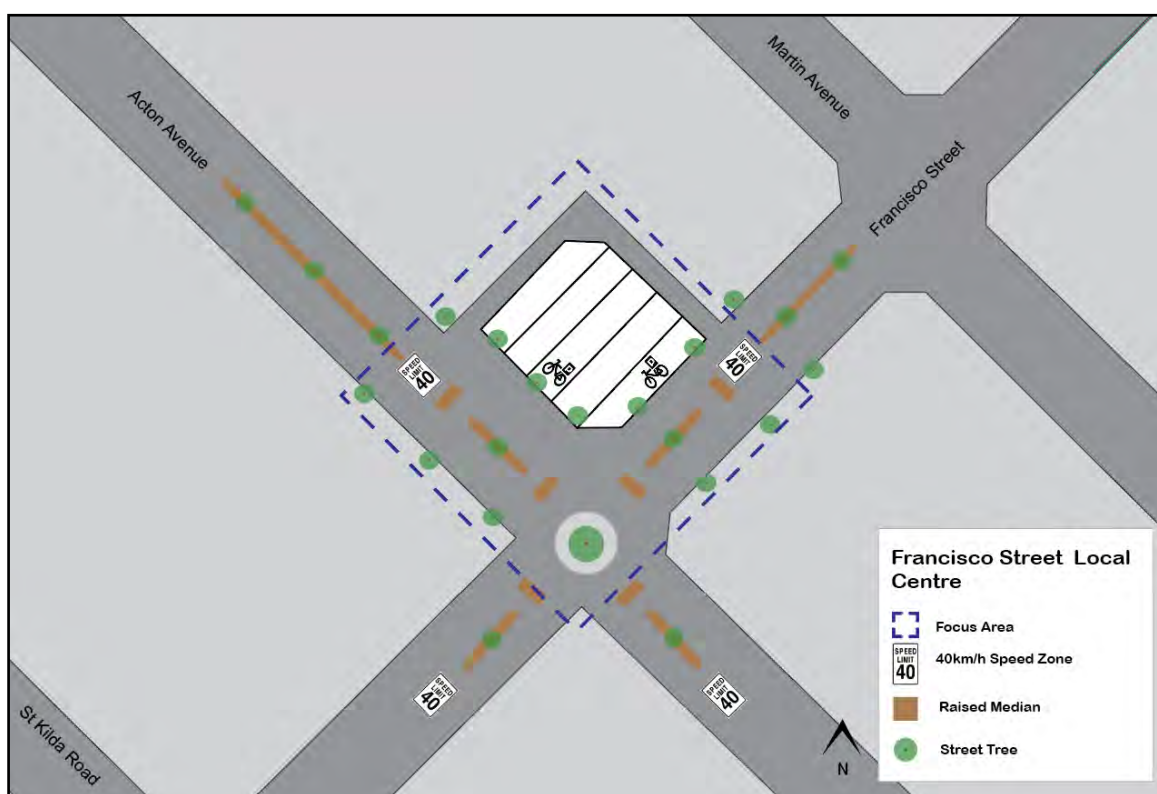 Martin Avenue
Acton Avenue
Francisco Street
SPEED
LIMIT
40
SPEED
LIMIT
40
SPEED
LIMIT
40
SPEED
LIMIT
40
St Kilda Road
N
Francisco Street Local
Centre
Focus Area
SPEED
LIMIT
40
40km/h Speed Zone
Raised Median
Street Tree